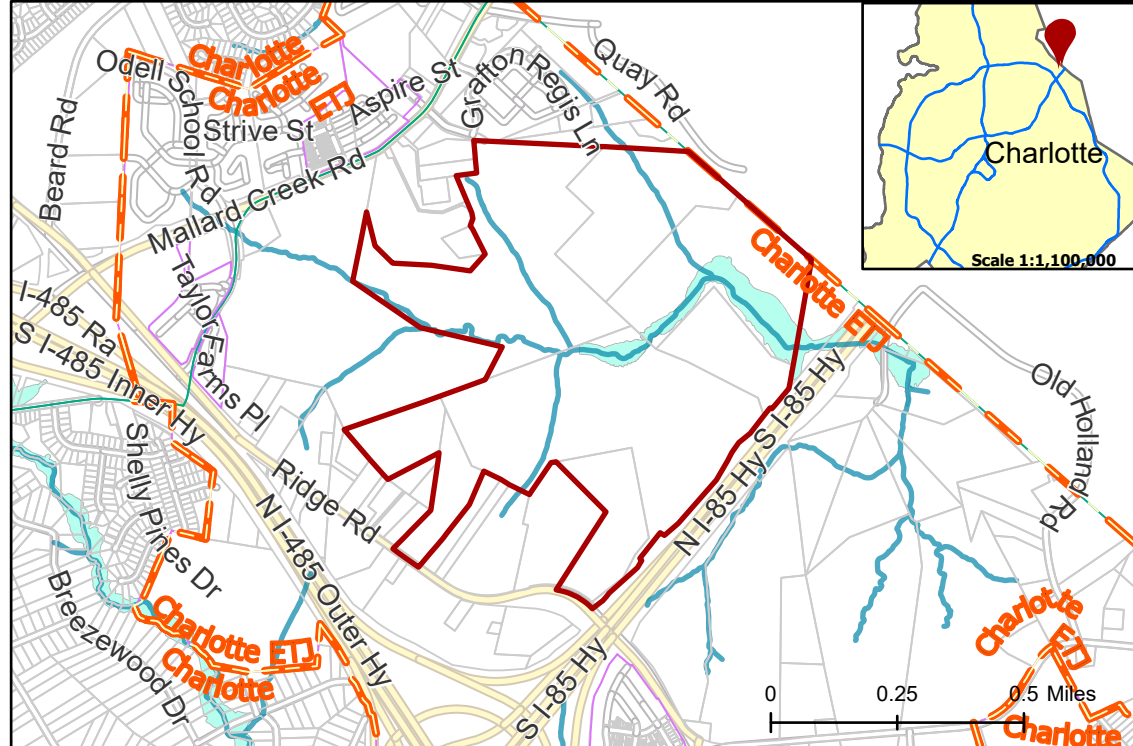 Charlotte
Charlotte
ETJ
Odell School Rd
Beard Rd
Strive St
Aspire St
Grafton
Regis Ln
Quay Rd
Mallard Creek Rd
Taylor Farms Pl
I-485 Ra
S I-485 Inner Hy
Shelly Pines Dr
Ridge Rd
N I-485 Outer Hy
Breezewood Dr
Charlotte ETJ
Charlotte
Charlotte ETJ
S I-85 Hy
N I-85 Hy
S I-85 Hy
Old Holland Rd
Charlotte
ETJ
Charlotte
Charlotte
Scale 1:1,100,000
0 0.25 0.5 Miles